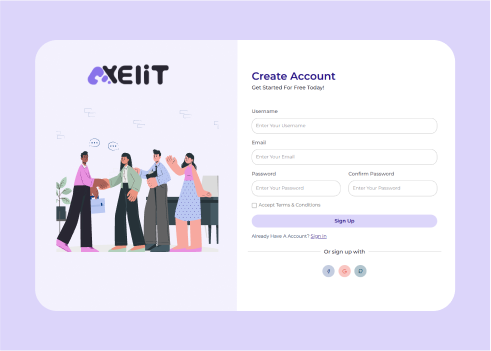 AXELIT
Create Account
Get Started For Free Today!
Username
Enter Your Username
Email
Enter Your Email
Password
Confirm Password
Enter Your Password
Enter Your Password
Accept Terms & Conditions
Sign Up
Already Have A Account? Sign in
Or sign up with